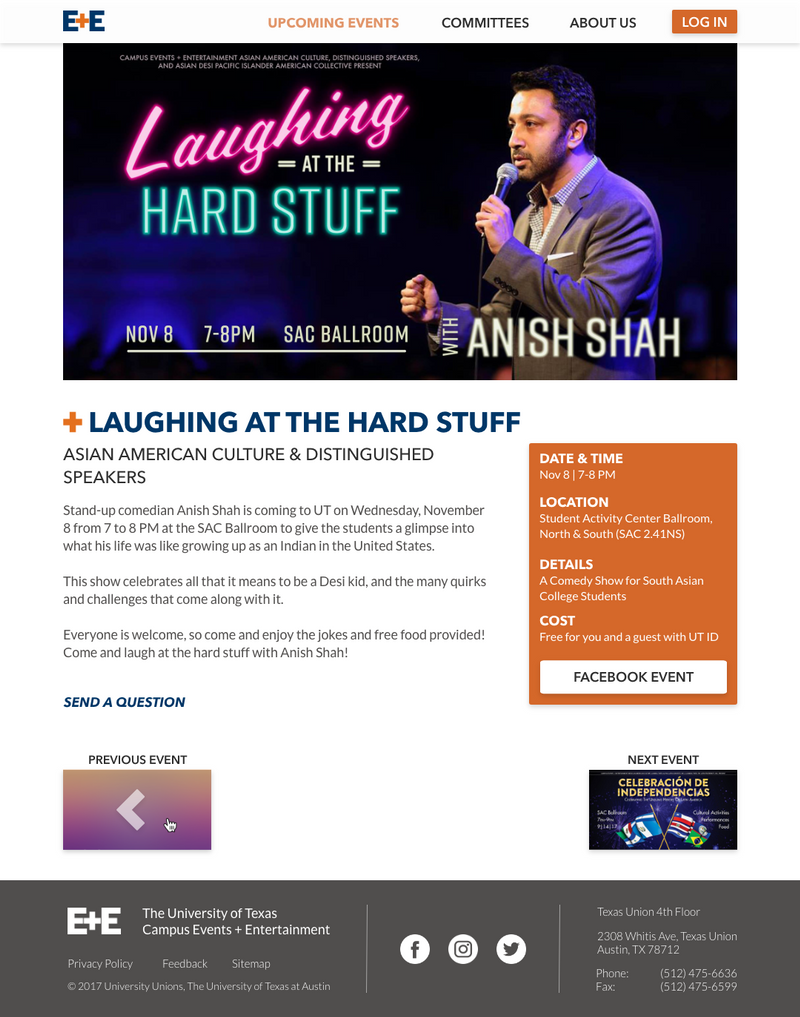 E+E
UPCOMING EVENTS
COMMITTEES
ABOUT US
LOG IN
CAMPUS EVENTS + ENTERTAINMENT ASIAN AMERICAN CULTURE, DISTINGUISHED SPEAKERS,
AND ASIAN DESI PACIFIC ISLANDER AMERICAN COLLECTIVE PRESENT
Laughing
AT THE
HARD STUFF
NOV 8 7-8PM SAC BALLROOM
WITH ANISH SHAH
LAUGHING AT THE HARD STUFF
ASIAN AMERICAN CULTURE & DISTINGUISHED
SPEAKERS
Stand-up comedian Anish Shah is coming to UT on Wednesday, November
8 from 7 to 8 PM at the SAC Ballroom to give the students a glimpse into
what his life was like growing up as an Indian in the United States.
This show celebrates all that it means to be a Desi kid, and the many quirks
and challenges that come along with it.
Everyone is welcome, so come and enjoy the jokes and free food provided!
Come and laugh at the hard stuff with Anish Shah!
SEND A QUESTION
DATE & TIME
Nov 8 | 7-8 PM
LOCATION
Student Activity Center Ballroom,
North & South (SAC 2.41NS)
DETAILS
A Comedy Show for South Asian
College Students
COST
Free for you and a guest with UT ID
FACEBOOK EVENT
PREVIOUS EVENT
NEXT EVENT
CELEBRACIÓN DE
INDEPENDENCIAS
SAC Ballroom
Cultural Activities
Performances
Food
E+E
The University of Texas
Campus Events + Entertainment
Privacy Policy
Feedback
Sitemap
© 2017 University Unions, The University of Texas at Austin
Texas Union 4th Floor
2308 Whitis Ave, Texas Union
Austin, TX 78712
Phone: (512) 475-6636
Fax: (512) 475-6599